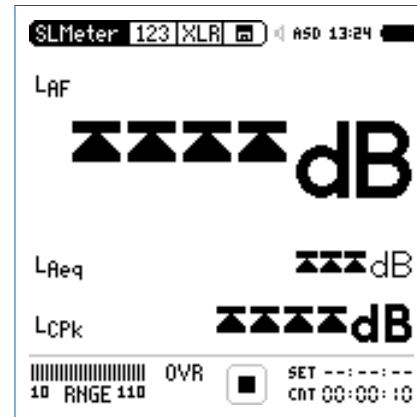 SLMeter 123 XLR ASD 13:24
LAF
dB
LAeq dB
LCPk dB
OVR SET --:--:--
10 RNGE 110 CNT 00:00:10